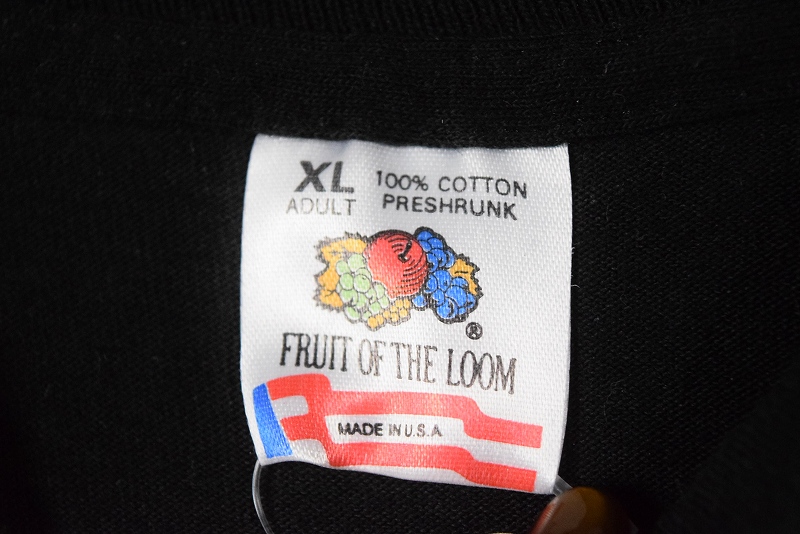 XL
ADULT
100% COTTON
PRESHRUNK
®
FRUIT OF THE LOOM
MADE IN U.S.A